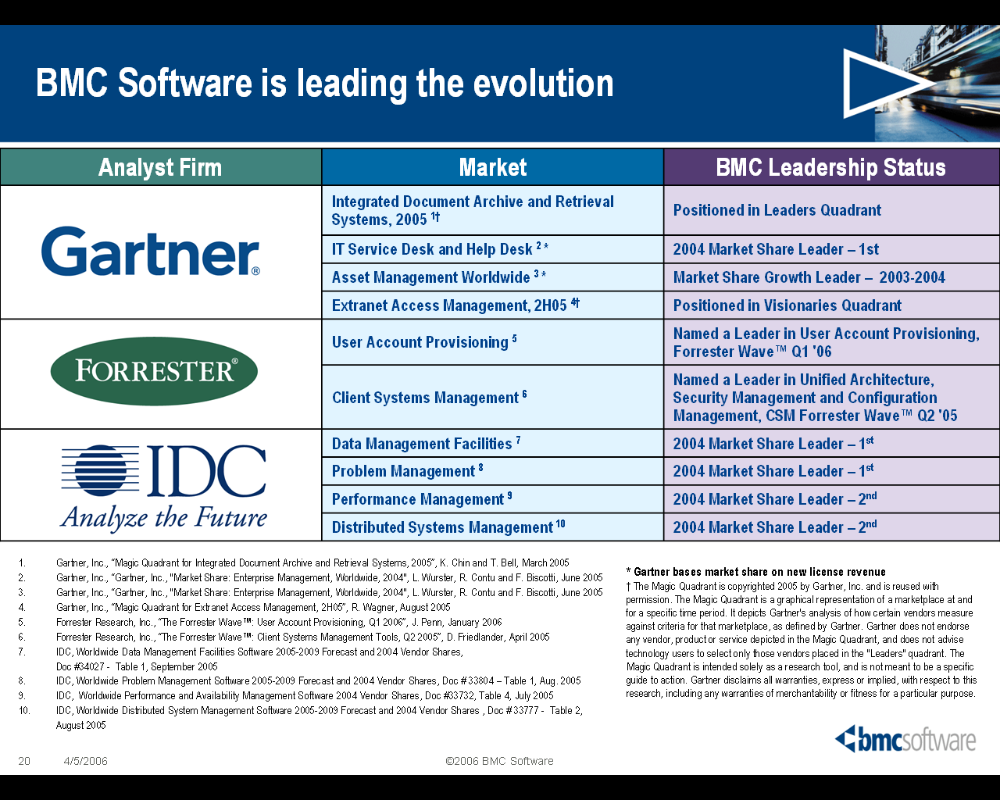 BMC Software is leading the evolution
Analyst Firm
Market
BMC Leadership Status
Gartner®
Integrated Document Archive and Retrieval
Systems, 2005 1†
Positioned in Leaders Quadrant
IT Service Desk and Help Desk 2 *
2004 Market Share Leader – 1st
Asset Management Worldwide 3 *
Market Share Growth Leader – 2003-2004
Extranet Access Management, 2H05 4†
Positioned in Visionaries Quadrant
FORRESTER®
User Account Provisioning 5
Named a Leader in User Account Provisioning,
Forrester Wave™ Q1 '06
Client Systems Management 6
Named a Leader in Unified Architecture,
Security Management and Configuration
Management, CSM Forrester Wave™ Q2 '05
IDC
Analyze the Future
Data Management Facilities 7
2004 Market Share Leader – 1st
Problem Management 8
2004 Market Share Leader – 1st
Performance Management 9
2004 Market Share Leader – 2nd
Distributed Systems Management 10
2004 Market Share Leader – 2nd
1. Gartner, Inc., “Magic Quadrant for Integrated Document Archive and Retrieval Systems, 2005”, K. Chin and T. Bell, March 2005
2. Gartner, Inc., “Gartner, Inc., "Market Share: Enterprise Management, Worldwide, 2004", L. Wurster, R. Contu and F. Biscotti, June 2005
3. Gartner, Inc., “Gartner, Inc., "Market Share: Enterprise Management, Worldwide, 2004", L. Wurster, R. Contu and F. Biscotti, June 2005
4. Gartner, Inc., “Magic Quadrant for Extranet Access Management, 2H05”, R. Wagner, August 2005
5. Forrester Research, Inc., “The Forrester Wave™: User Account Provisioning, Q1 2006”, J. Penn, January 2006
6. Forrester Research, Inc., “The Forrester Wave™: Client Systems Management Tools, Q2 2005”, D. Friedlander, April 2005
7. IDC, Worldwide Data Management Facilities Software 2005-2009 Forecast and 2004 Vendor Shares,
Doc #34027 - Table 1, September 2005
8. IDC, Worldwide Problem Management Software 2005-2009 Forecast and 2004 Vendor Shares, Doc # 33804 – Table 1, Aug. 2005
9. IDC, Worldwide Performance and Availability Management Software 2004 Vendor Shares, Doc #33732, Table 4, July 2005
10. IDC, Worldwide Distributed System Management Software 2005-2009 Forecast and 2004 Vendor Shares , Doc # 33777 - Table 2,
August 2005
* Gartner bases market share on new license revenue
† The Magic Quadrant is copyrighted 2005 by Gartner, Inc. and is reused with
permission. The Magic Quadrant is a graphical representation of a marketplace at and
for a specific time period. It depicts Gartner's analysis of how certain vendors measure
against criteria for that marketplace, as defined by Gartner. Gartner does not endorse
any vendor, product or service depicted in the Magic Quadrant, and does not advise
technology users to select only those vendors placed in the "Leaders" quadrant. The
Magic Quadrant is intended solely as a research tool, and is not meant to be a specific
guide to action. Gartner disclaims all warranties, express or implied, with respect to this
research, including any warranties of merchantability or fitness for a particular purpose.
bmcsoftware
20 4/5/2006 ©2006 BMC Software